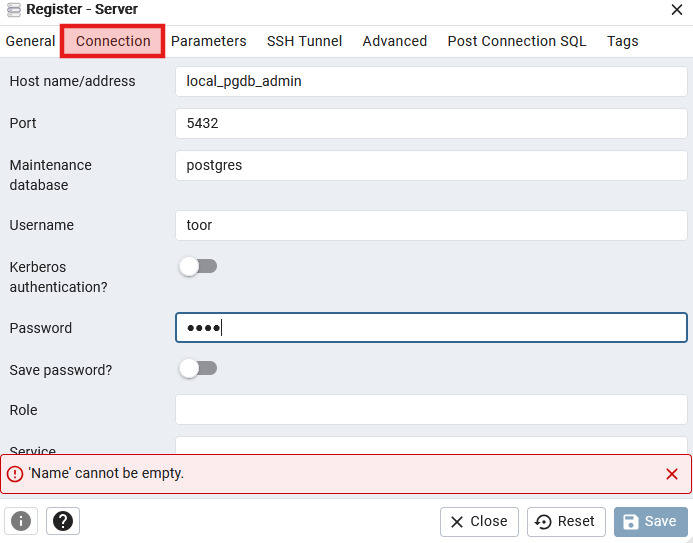 Register - Server
General Connection Parameters SSH Tunnel Advanced Post Connection SQL Tags
Host name/address local_pgdb_admin
Port 5432
Maintenance
database postgres
Username toor
Kerberos
authentication?
Password ••••
Save password?
Role
Service
'Name' cannot be empty.
Close Reset Save